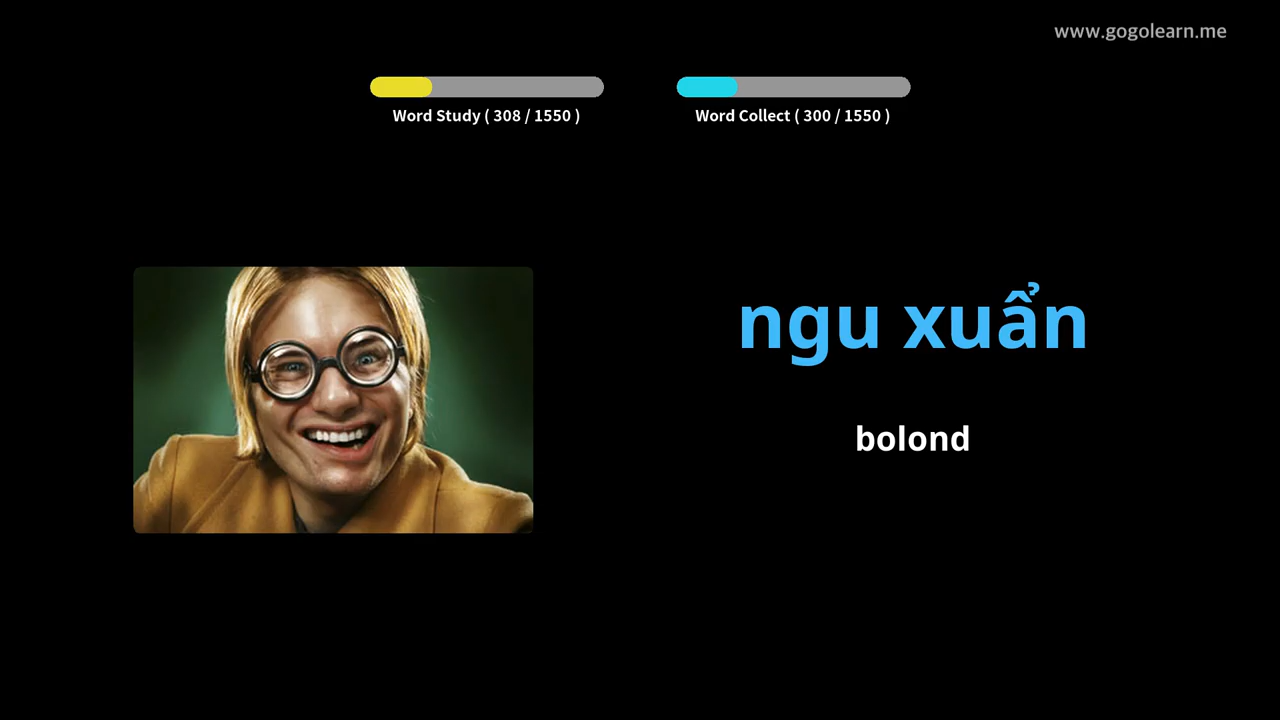 www.gogolearn.me
Word Study ( 308 / 1550 )
Word Collect ( 300 / 1550 )
ngu xuẩn
bolond